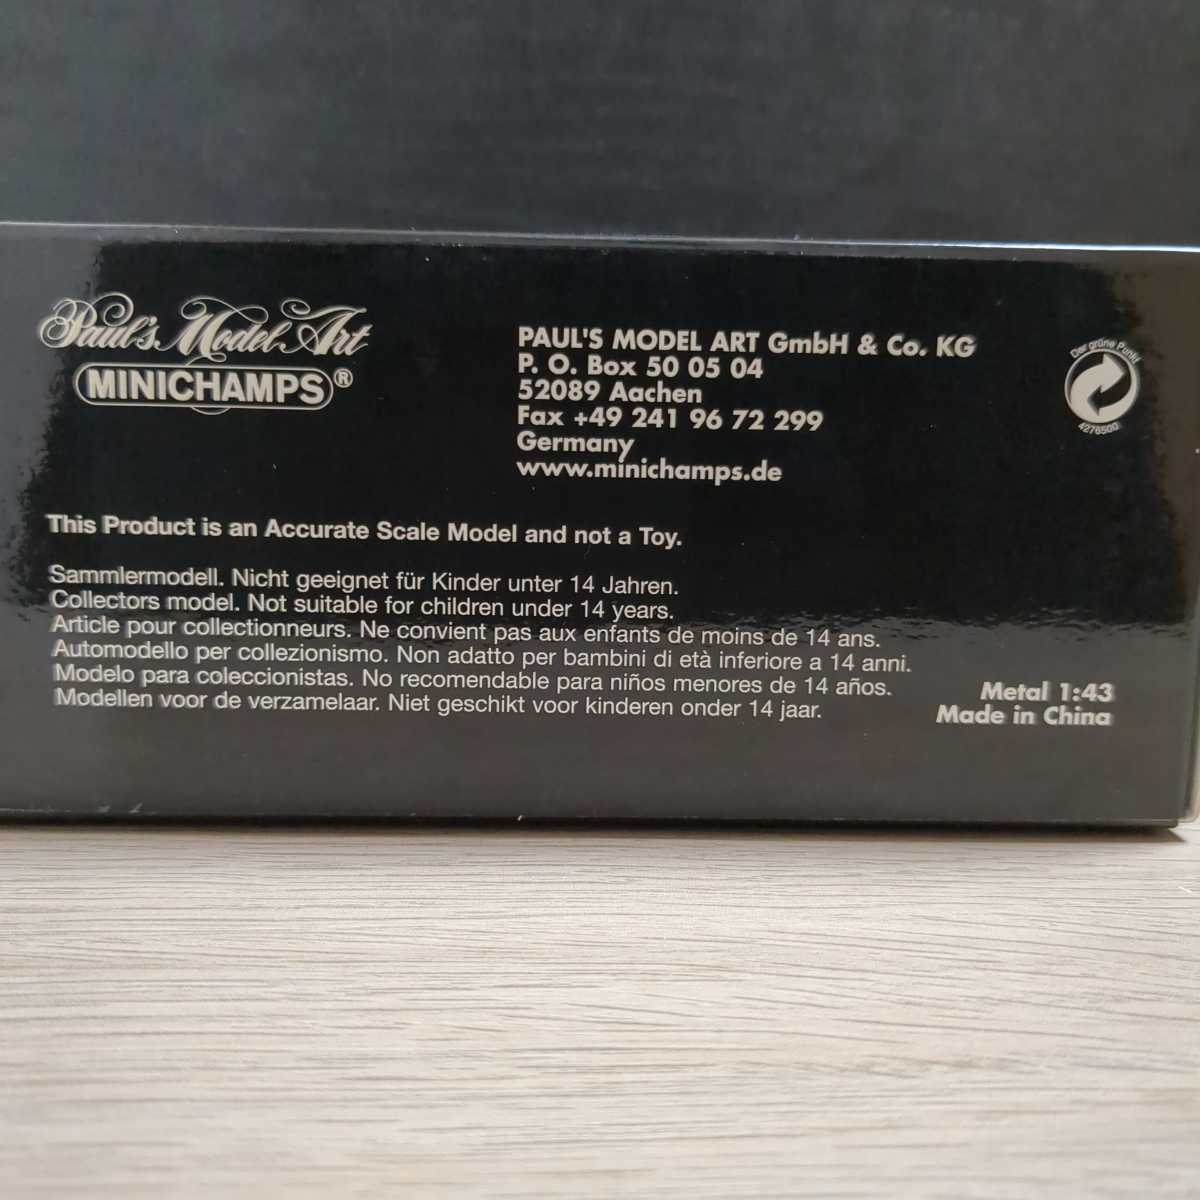 Paul's Model Art
MINICHAMPS®
PAUL'S MODEL ART GmbH & Co. KG
P. O. Box 50 05 04
52089 Aachen
Fax +49 241 96 72 299
Germany
www.minichamps.de
Der grüne Punkt
4276500
This Product is an Accurate Scale Model and not a Toy.
Sammlermodell. Nicht geeignet für Kinder unter 14 Jahren.
Collectors model. Not suitable for children under 14 years.
Article pour collectionneurs. Ne convient pas aux enfants de moins de 14 ans.
Automodello per collezionismo. Non adatto per bambini di età inferiore a 14 anni.
Modelo para coleccionistas. No recomendable para niños menores de 14 años.
Modellen voor de verzamelaar. Niet geschikt voor kinderen onder 14 jaar.
Metal 1:43
Made in China